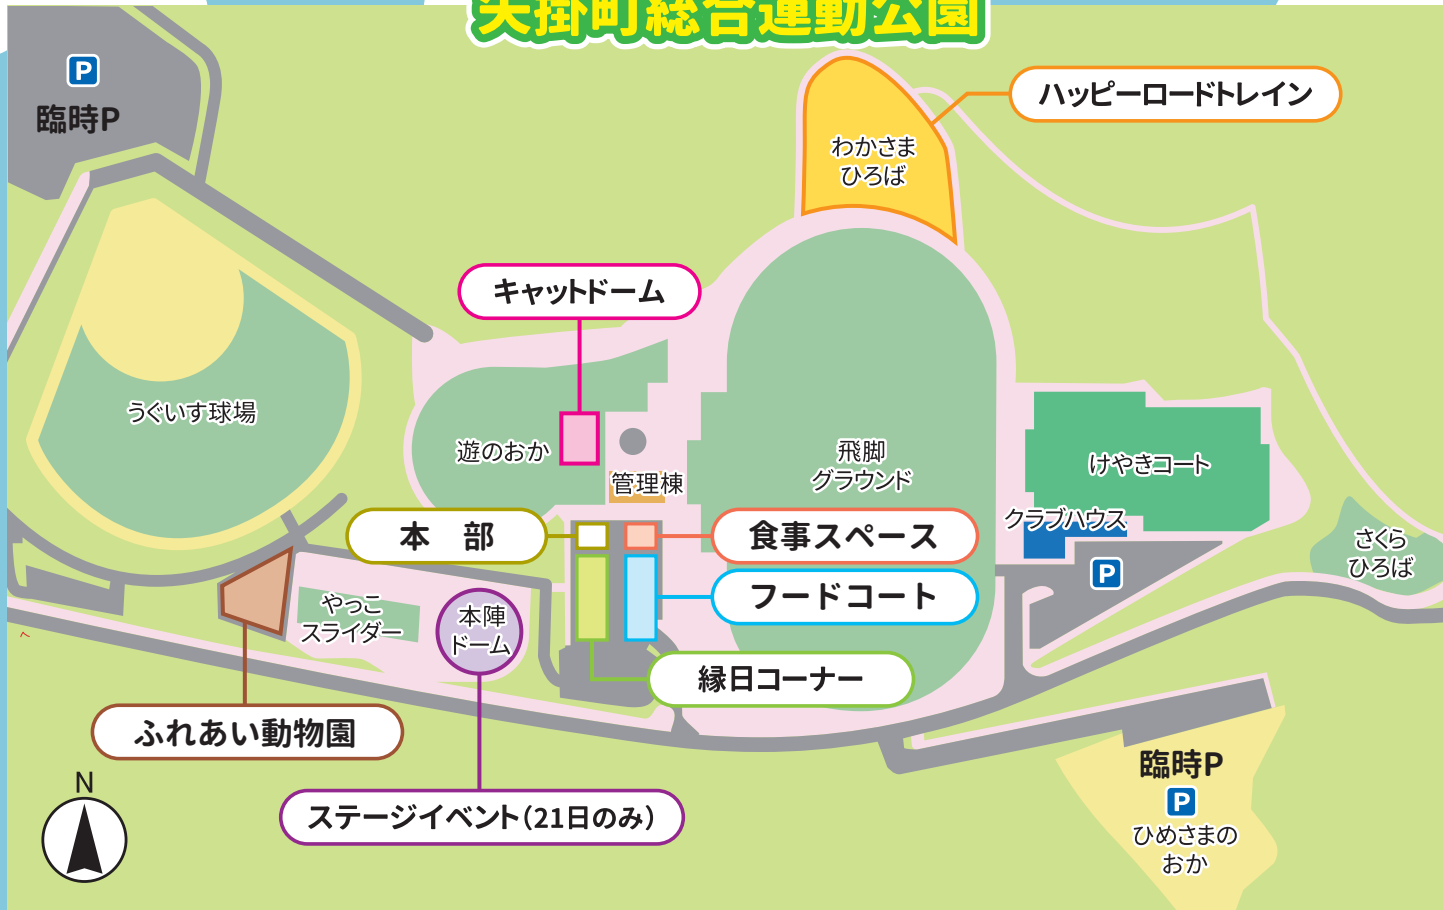 矢掛町総合運動公園
P
臨時P
ハッピーロードトレイン
わかさま
ひろば
キャットドーム
うぐいす球場
遊のおか
管理棟
飛脚
グラウンド
けやきコート
クラブハウス
P
さくら
ひろば
本　部
食事スペース
フードコート
やっこ
スライダー
本陣
ドーム
縁日コーナー
ふれあい動物園
ステージイベント（21日のみ）
N
臨時P
P
ひめさまの
おか